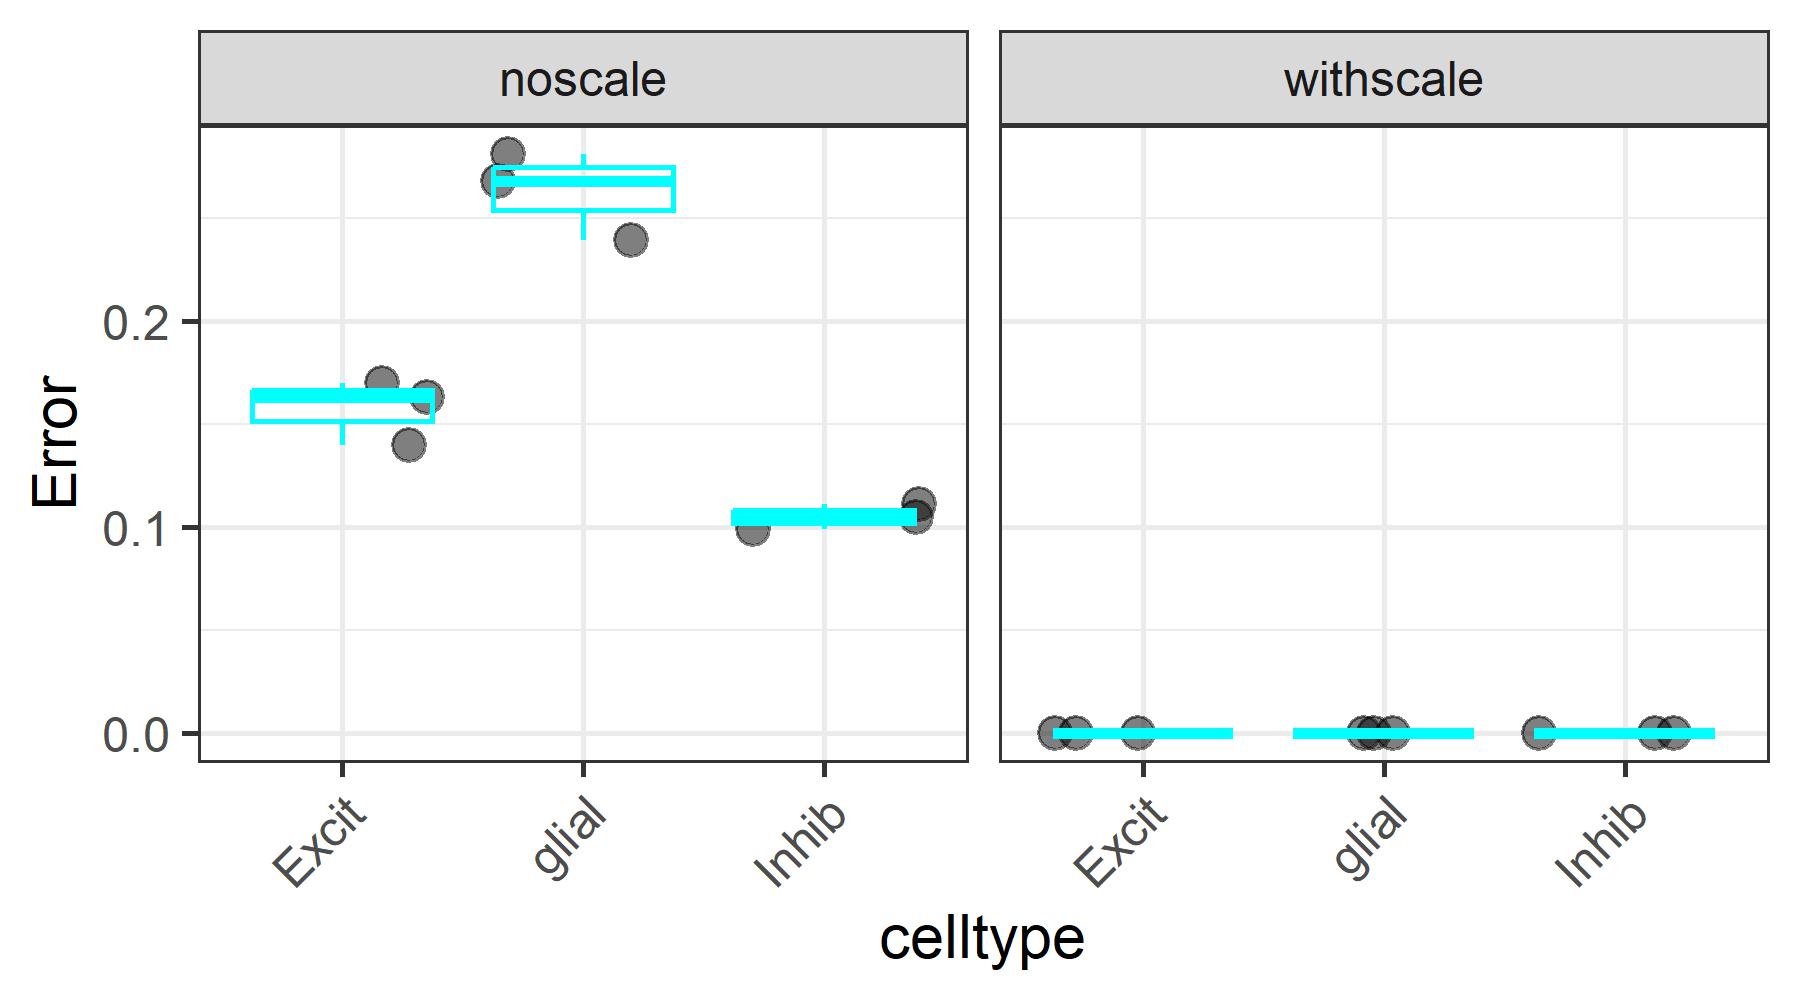 noscale
withscale
Error
0.2
0.1
0.0
Excit
glial
Inhib
Excit
glial
Inhib
celltype